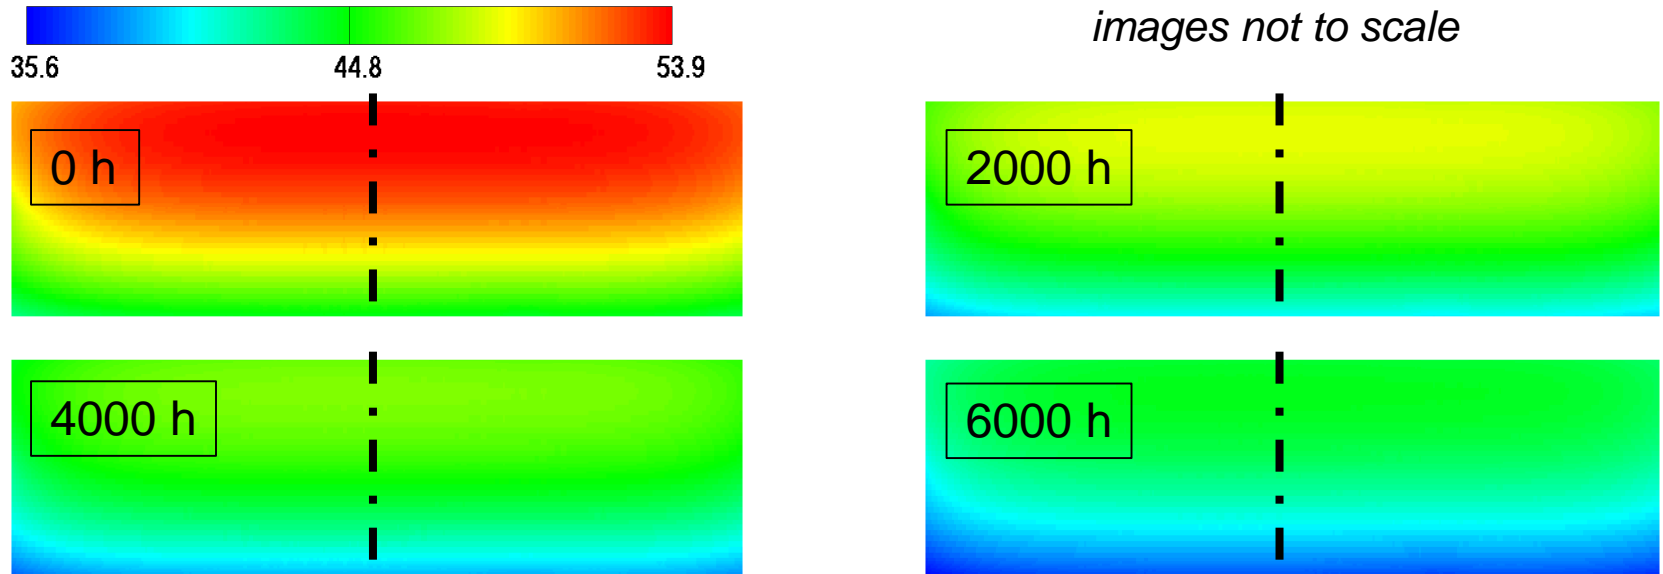 images not to scale
35.6 44.8 53.9
0 h
2000 h
4000 h
6000 h